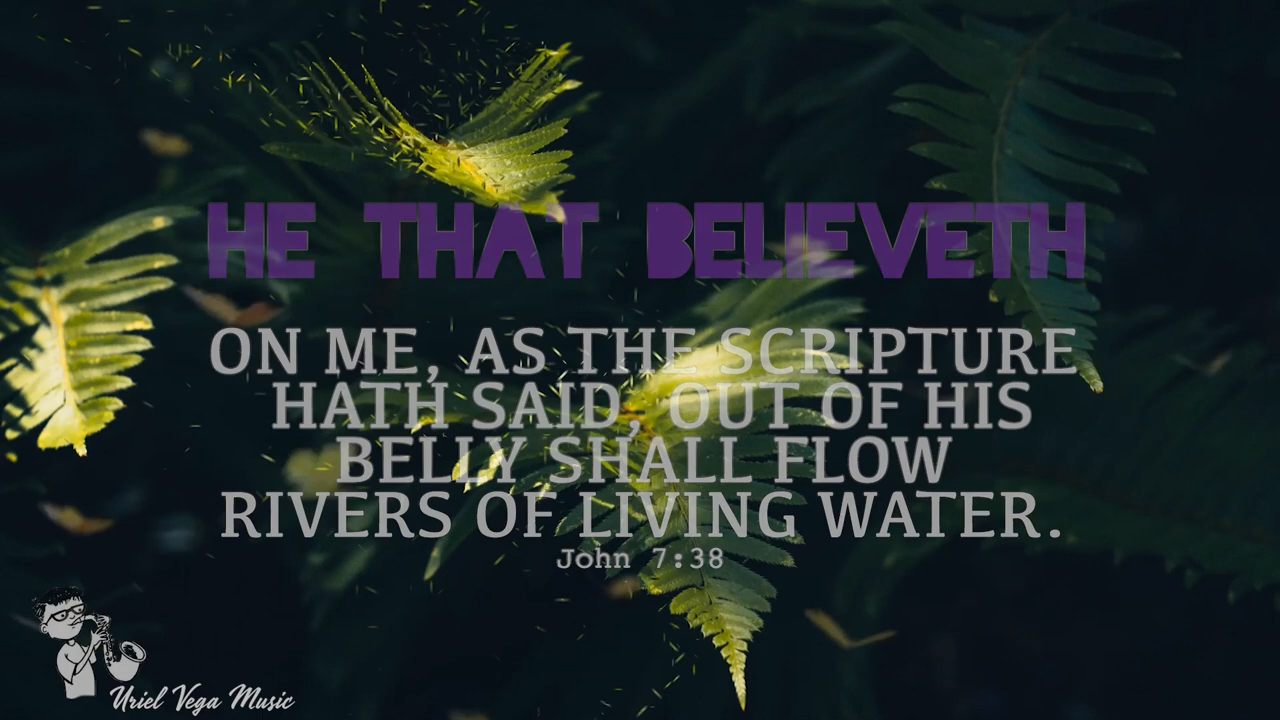 HE THAT BELIEVETH
ON ME, AS THE SCRIPTURE
HATH SAID, OUT OF HIS
BELLY SHALL FLOW
RIVERS OF LIVING WATER.
John 7:38
Uriel Vega Music